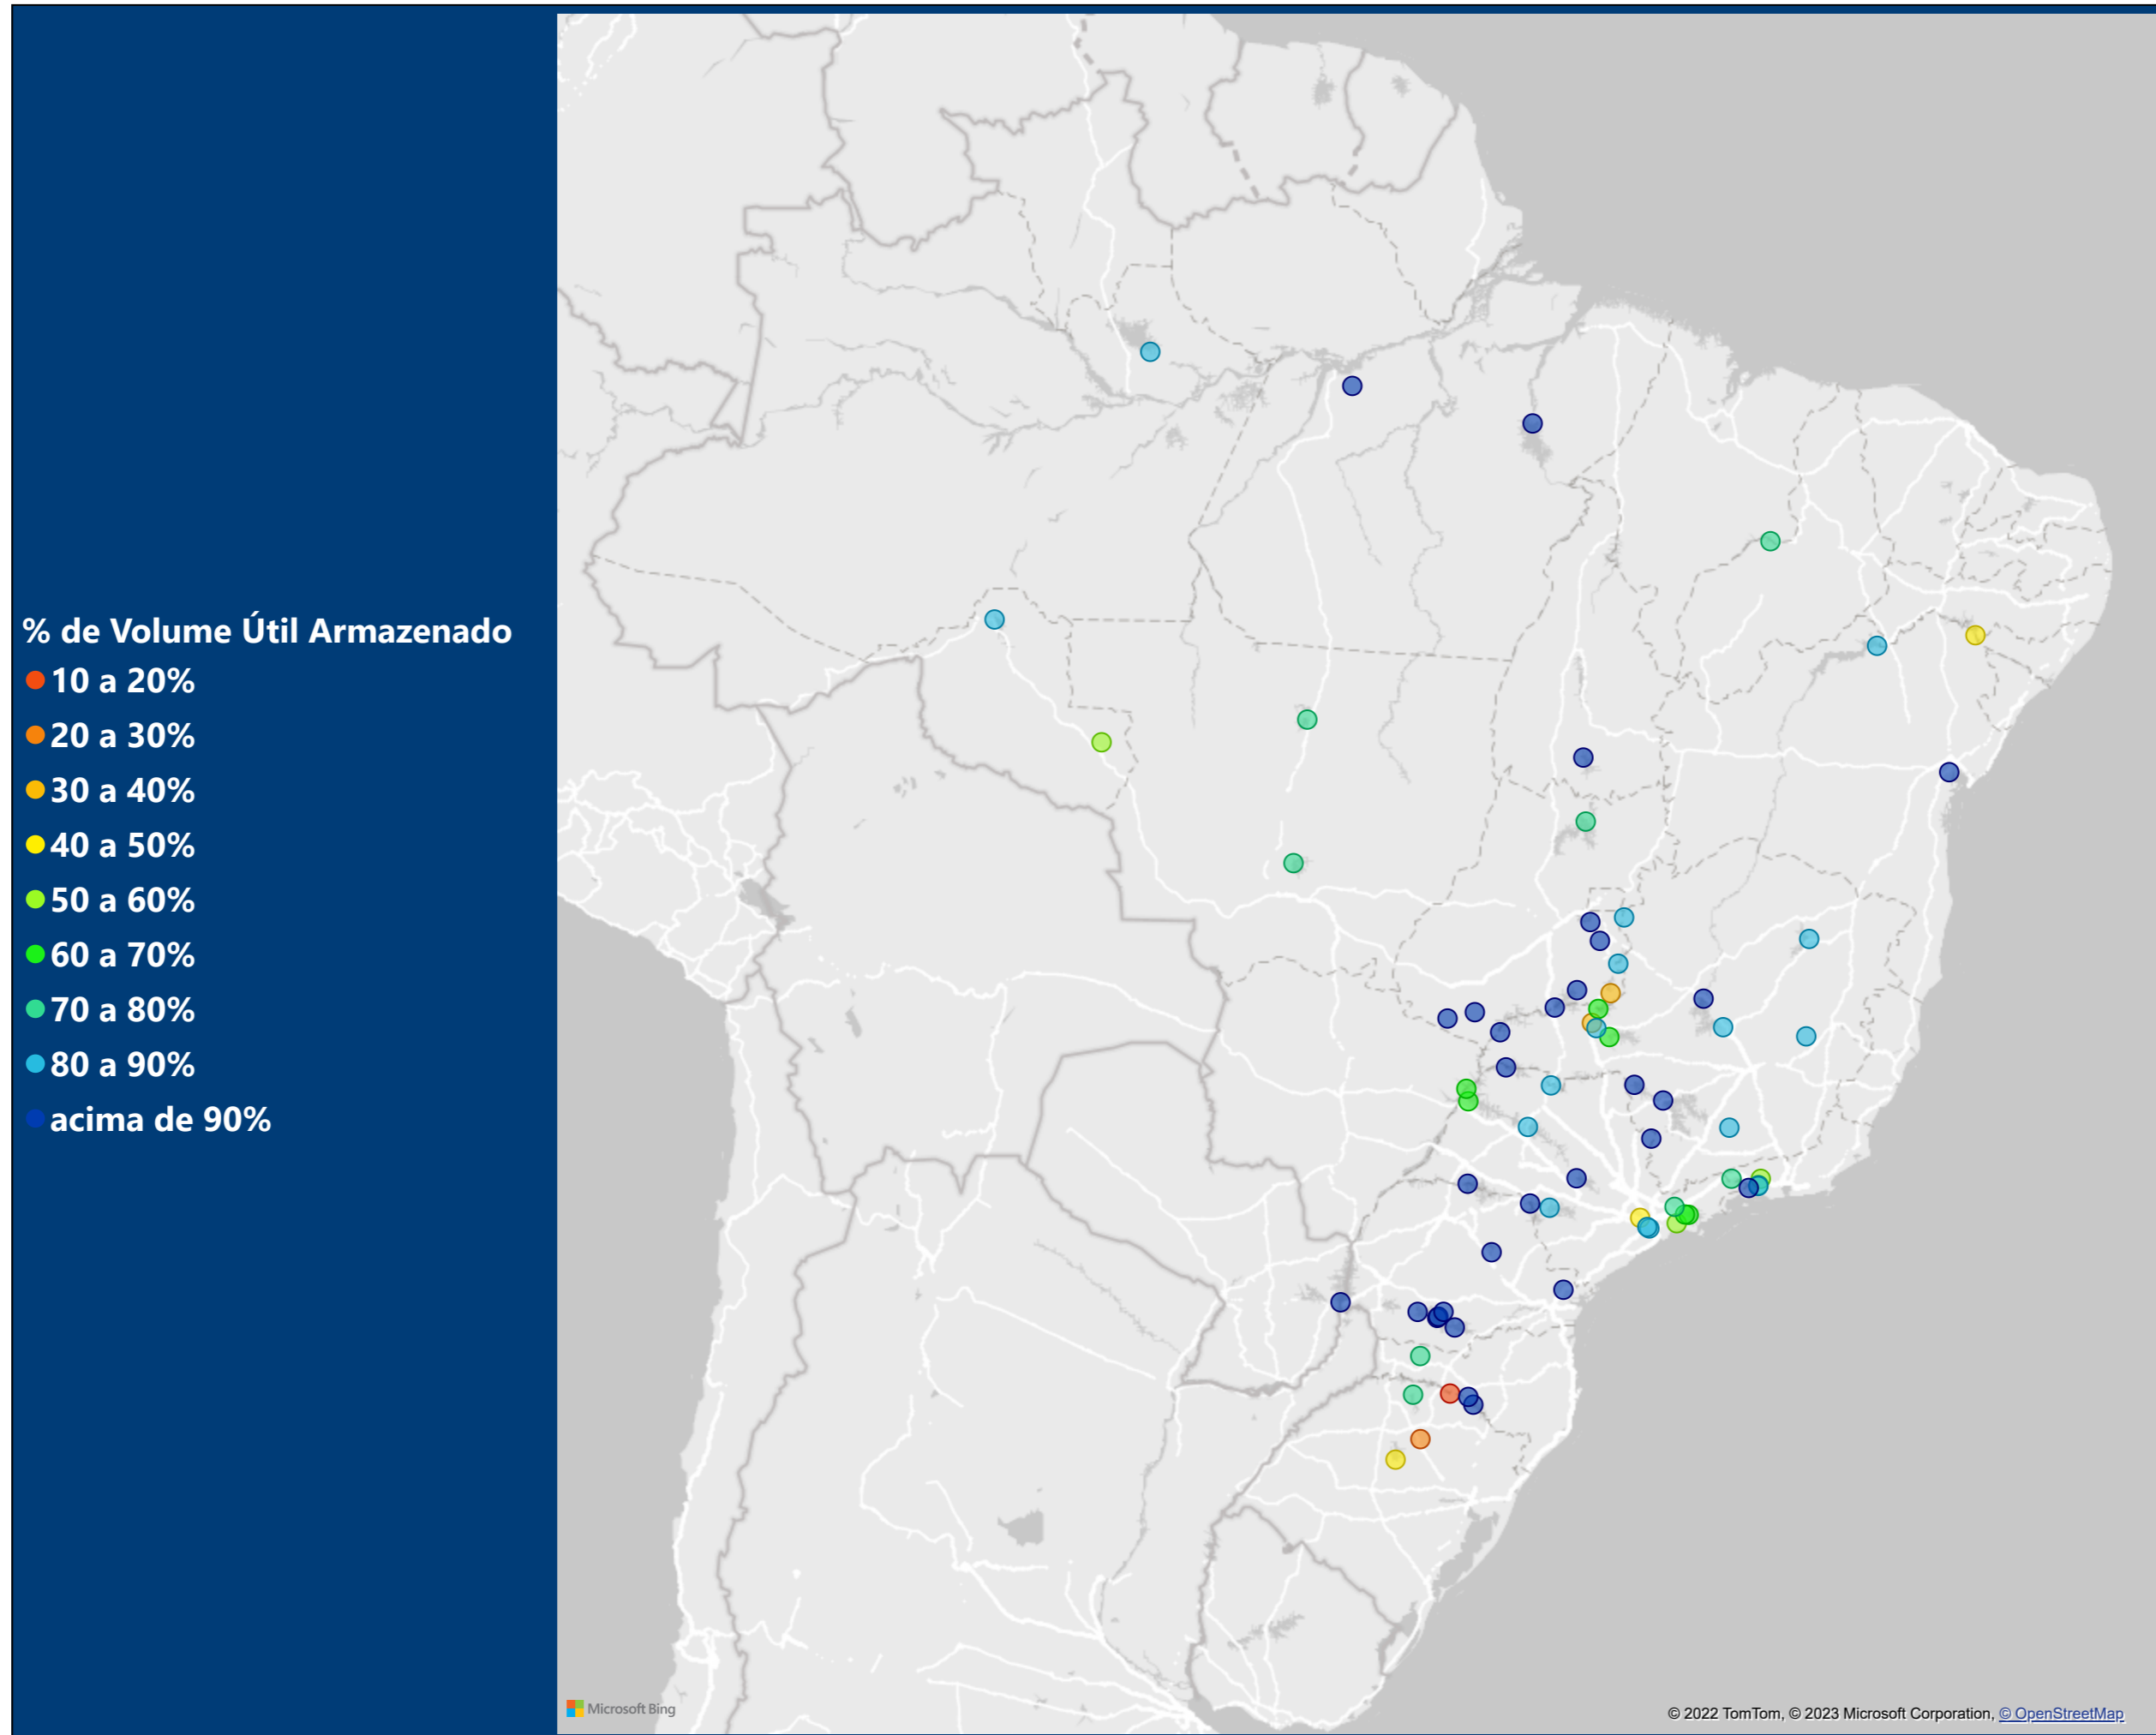 % de Volume Útil Armazenado
10 a 20%
20 a 30%
30 a 40%
40 a 50%
50 a 60%
60 a 70%
70 a 80%
80 a 90%
acima de 90%
Microsoft Bing
© 2022 TomTom, © 2023 Microsoft Corporation, © OpenStreetMap